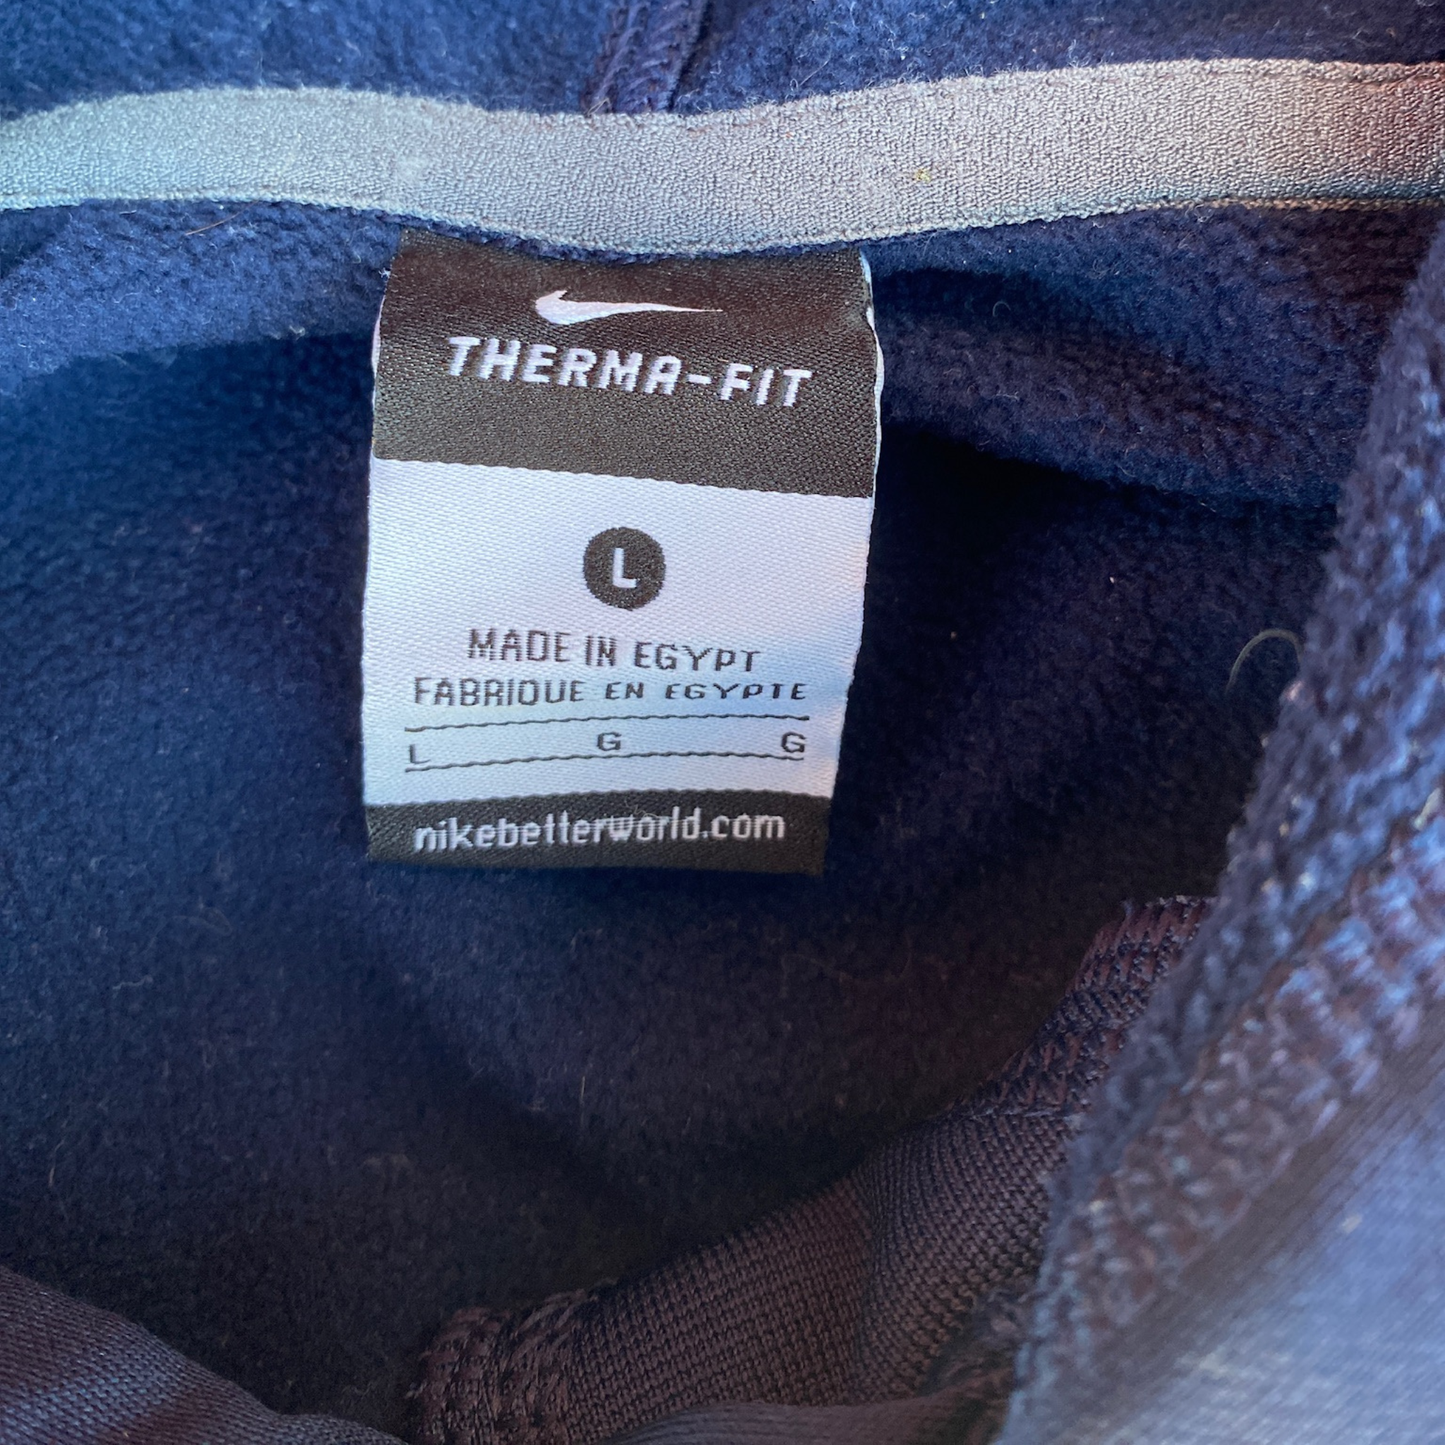 THERMA-FIT
L
MADE IN EGYPT
FABRIQUE EN EGYPTE
L G G
nikebetterworld.com